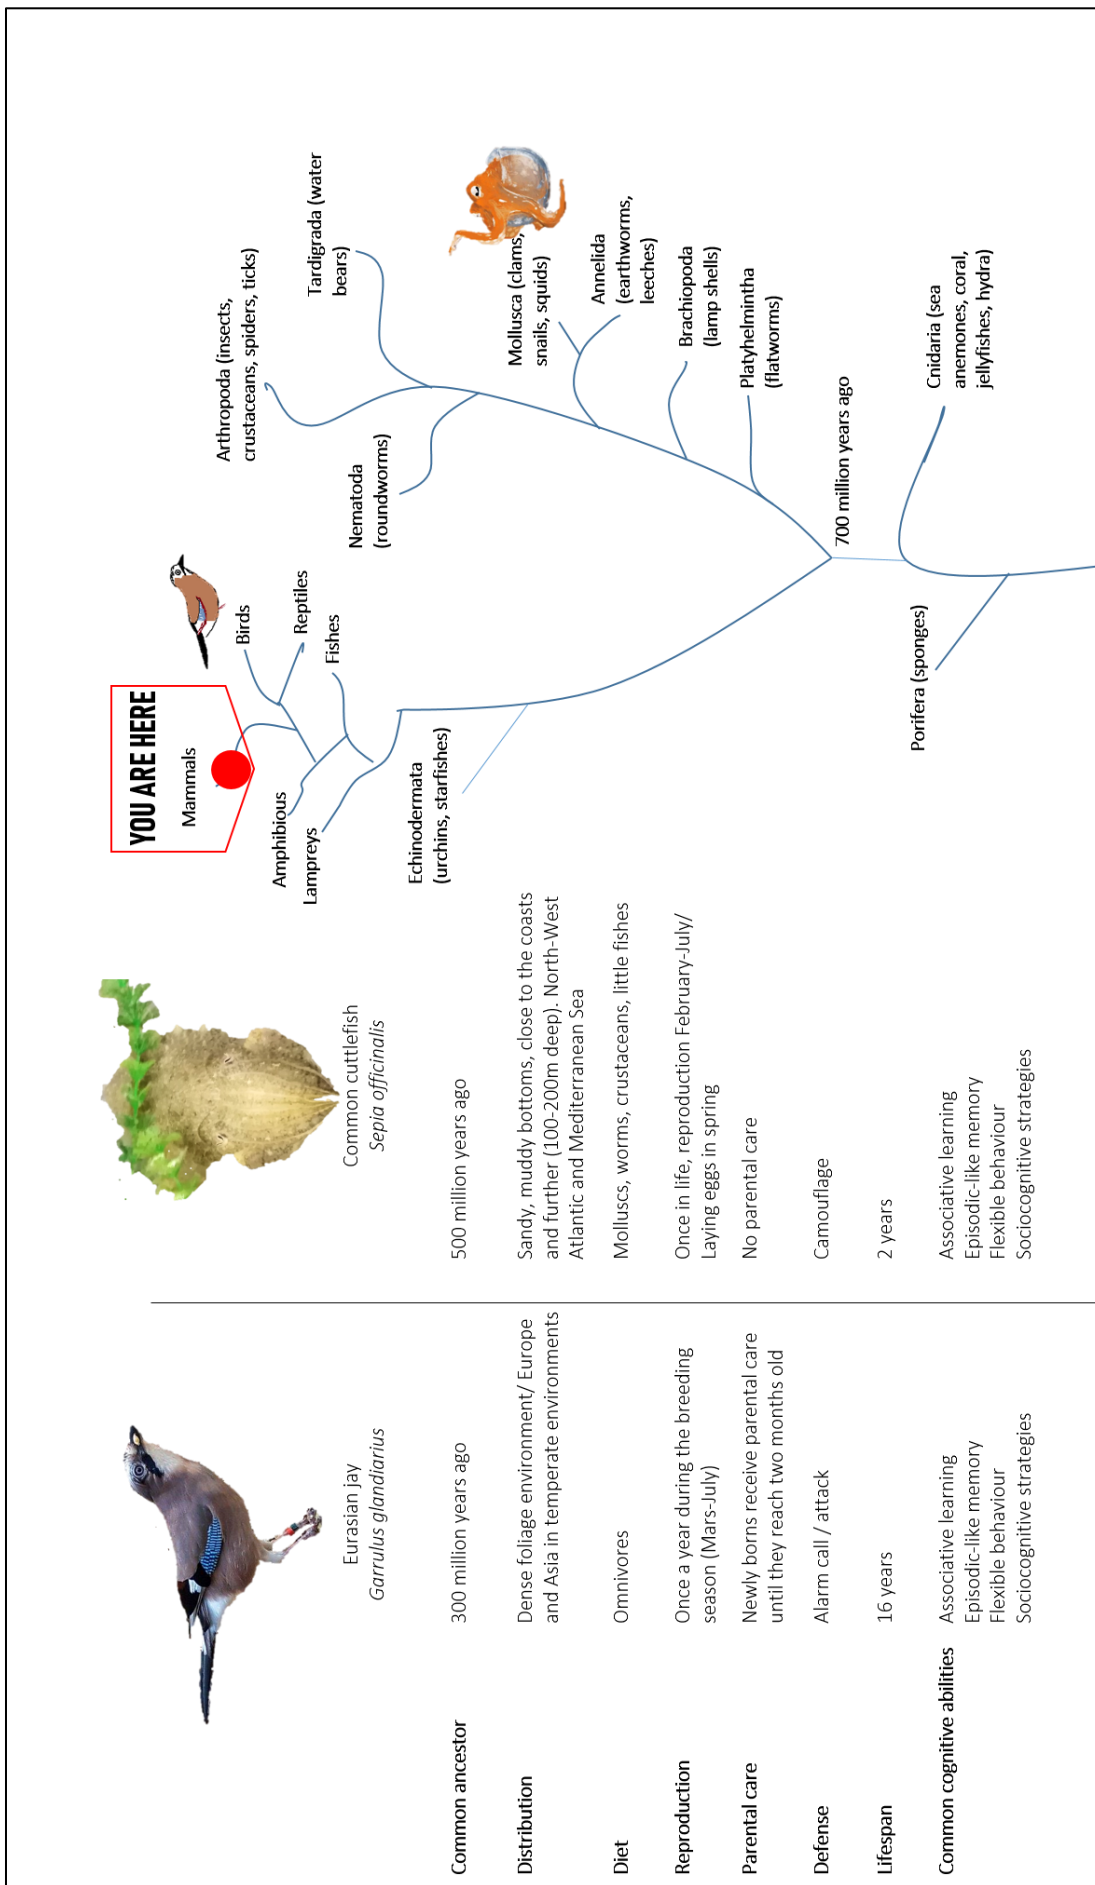 Eurasian jay
Garrulus glandiarius
Common cuttlefish
Sepia officinalis
Common ancestor
300 million years ago
500 million years ago
Distribution
Dense foliage environment/ Europe
and Asia in temperate environments
Sandy, muddy bottoms, close to the coasts
and further (100-200m deep). North-West
Atlantic and Mediterranean Sea
Diet
Omnivores
Molluscs, worms, crustaceans, little fishes
Reproduction
Once a year during the breeding
season (Mars-July)
Once in life, reproduction February-July/
Laying eggs in spring
Parental care
Newly borns receive parental care
until they reach two months old
No parental care
Defense
Alarm call / attack
Camouflage
Lifespan
16 years
2 years
Common cognitive abilities
Associative learning
Episodic-like memory
Flexible behaviour
Sociocognitive strategies
Associative learning
Episodic-like memory
Flexible behaviour
Sociocognitive strategies
YOU ARE HERE
Mammals
Birds
Reptiles
Fishes
Amphibious
Lampreys
Echinodermata
(urchins, starfishes)
Arthropoda (insects,
crustaceans, spiders, ticks)
Tardigrada (water
bears)
Nematoda
(roundworms)
Mollusca (clams,
snails, squids)
Annelida
(earthworms,
leeches)
Brachiopoda
(lamp shells)
Platyhelmintha
(flatworms)
700 million years ago
Cnidaria (sea
anemones, coral,
jellyfishes, hydra)
Porifera (sponges)